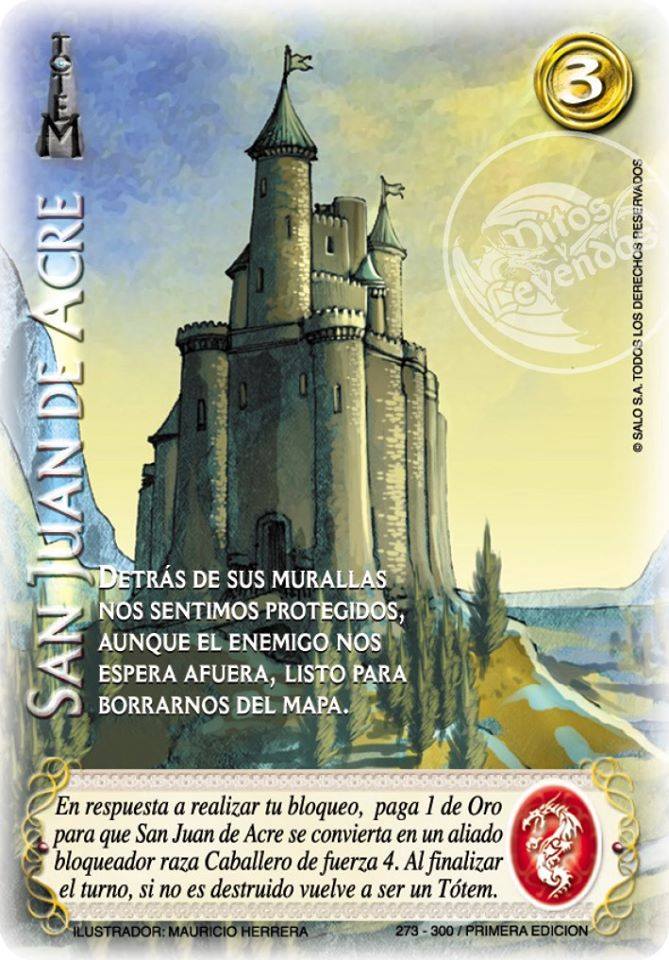 TóTEM
3
SAN JUAN DE ACRE
Mitos
y
Leyendas
© SALO S.A. TODOS LOS DERECHOS RESERVADOS
DETRÁS DE SUS MURALLAS
NOS SENTIMOS PROTEGIDOS,
AUNQUE EL ENEMIGO NOS
ESPERA AFUERA, LISTO PARA
BORRARNOS DEL MAPA.
En respuesta a realizar tu bloqueo, paga 1 de Oro
para que San Juan de Acre se convierta en un aliado
bloqueador raza Caballero de fuerza 4. Al finalizar
el turno, si no es destruido vuelve a ser un Tótem.
ILUSTRADOR: MAURICIO HERRERA
273 - 300 / PRIMERA EDICION